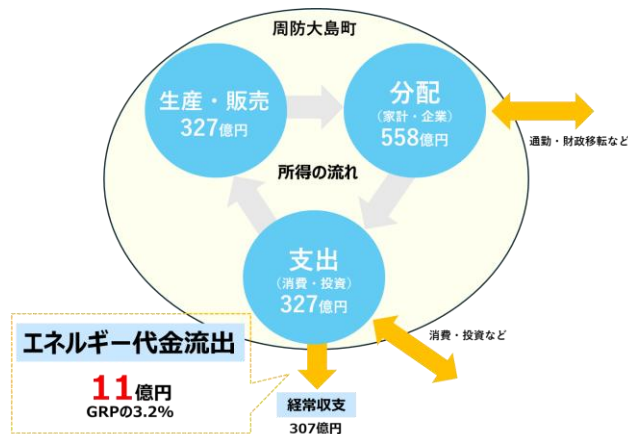 周防大島町
生産・販売
327億円
分配
(家計・企業)
558億円
通勤・財政移転など
所得の流れ
支出
(消費・投資)
327億円
エネルギー代金流出
11億円
GRPの3.2%
消費・投資など
経常収支
307億円